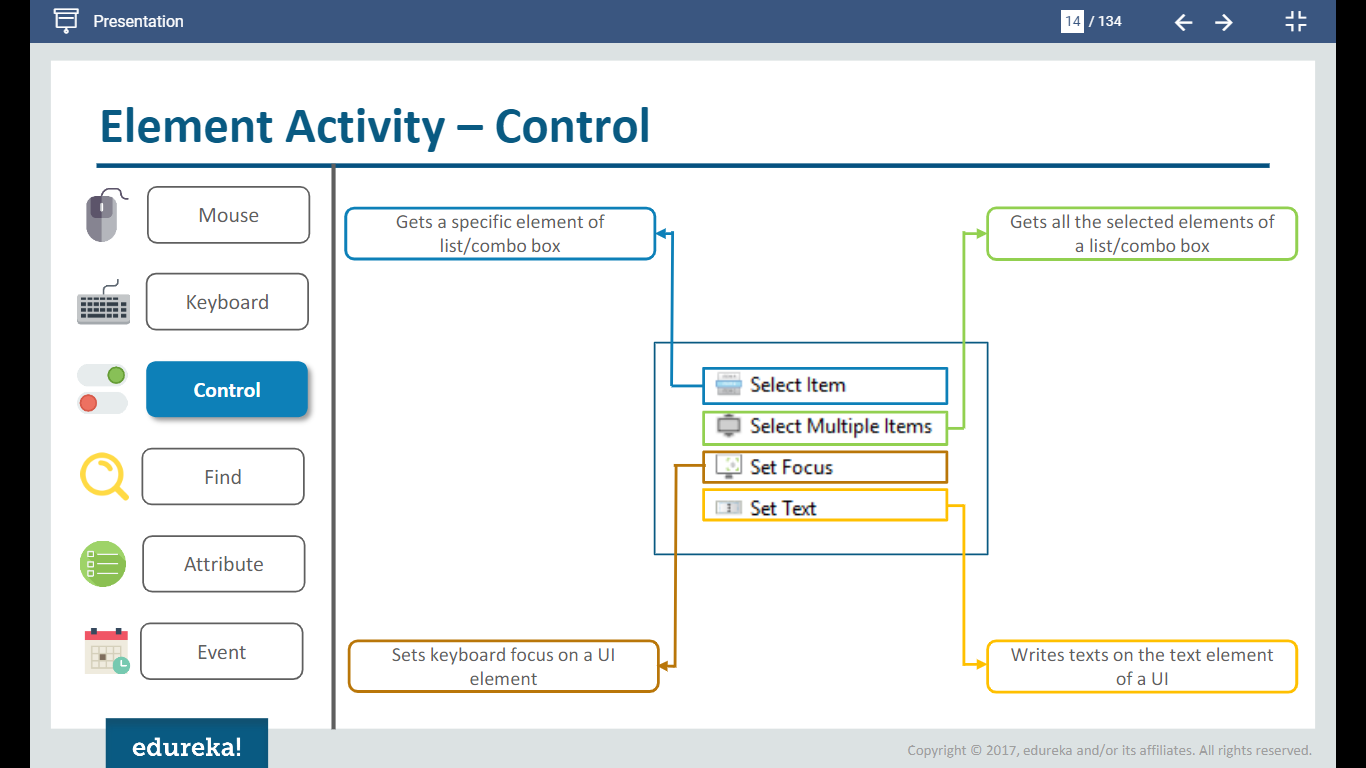 Presentation
14 / 134
Element Activity – Control
Mouse
Keyboard
Control
Find
Attribute
Event
Gets a specific element of
list/combo box
Gets all the selected elements of
a list/combo box
Select Item
Select Multiple Items
Set Focus
Set Text
Sets keyboard focus on a UI
element
Writes texts on the text element
of a UI
edureka!
Copyright © 2017, edureka and/or its affiliates. All rights reserved.